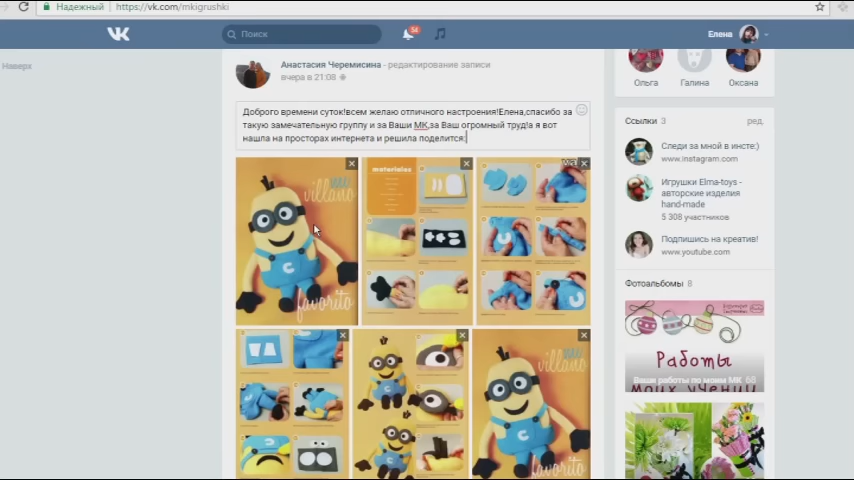 Надежный
https://vk.com/mkigrushki
Поиск
54
Елена
Наверх
Анастасия Черемисина - редактирование записи
вчера в 21:08
Доброго времени суток!всем желаю отличного настроения!Елена,спасибо за
такую замечательную группу и за Ваши МК,за Ваш огромный труд!а я вот
нашла на просторах интернета и решила поделится:
Ольга
Галина
Оксана
Ссылки 3
ред.
Следи за мной в инсте:)
www.instagram.com
Игрушки Elma-toys -
авторские изделия
hand-made
5 308 участников
Подпишись на креатив!
www.youtube.com
Фотоальбомы 8
Работы
Ваши работы по моим МК 68
моих учениц
mi
villano
favorito
materiales
villano
favorito